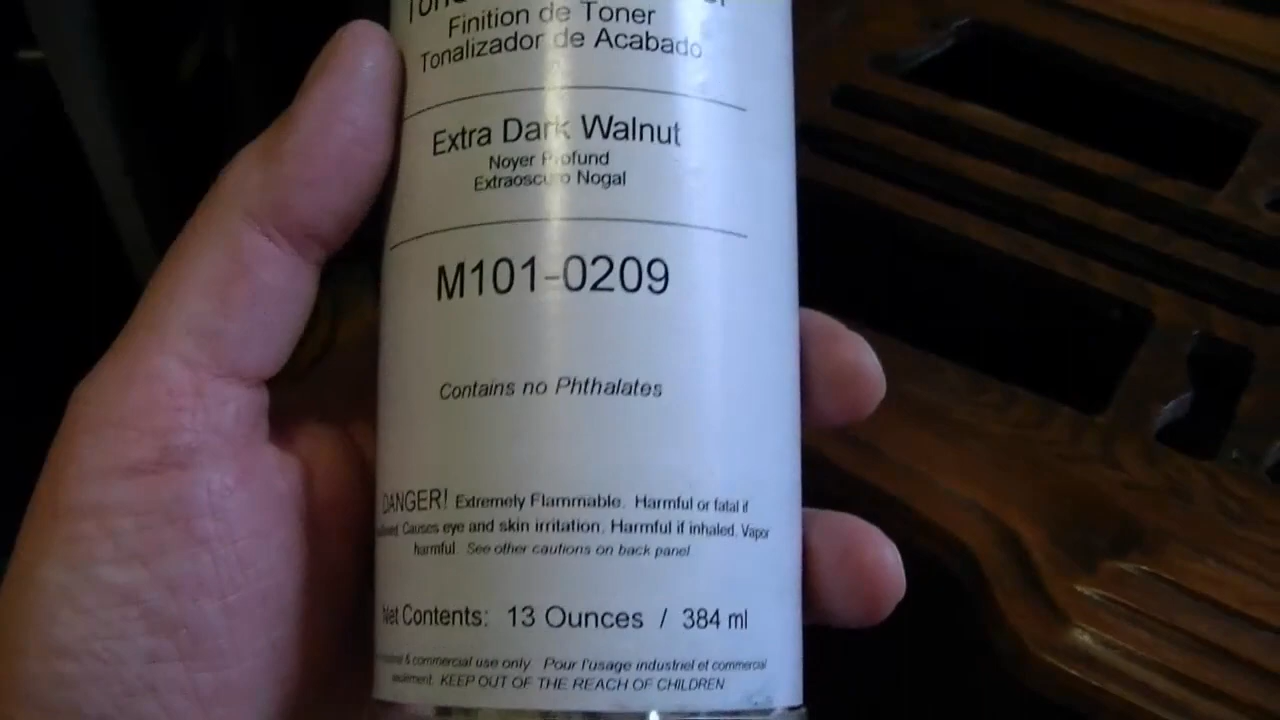 Finition de Toner
Tonalizador de Acabado
Extra Dark Walnut
Noyer Profund
Extraoscuro Nogal
M101-0209
Contains no Phthalates
DANGER! Extremely Flammable. Harmful or fatal if
Causes eye and skin irritation. Harmful if inhaled. Vapor
harmful. See other cautions on back panel
Net Contents: 13 Ounces / 384 ml
& commercial use only. Pour l'usage industriel et commercial
KEEP OUT OF THE REACH OF CHILDREN